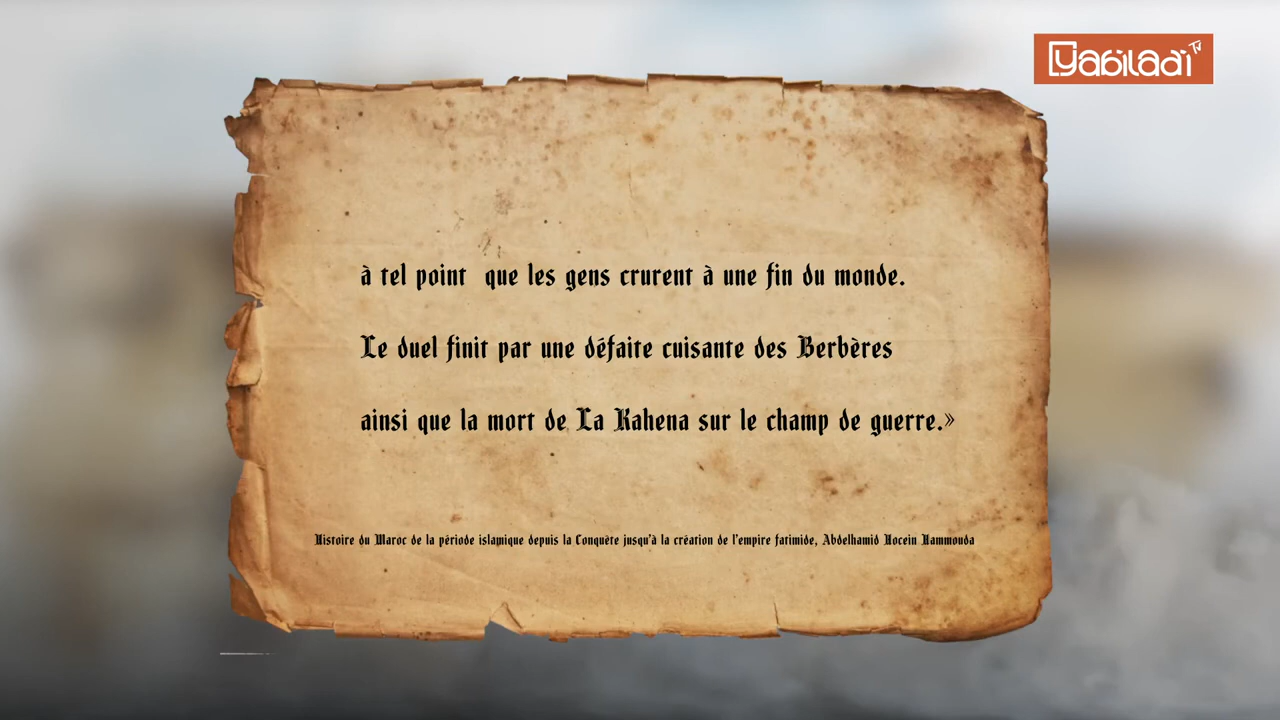 Yabiladi TV
à tel point que les gens crurent à une fin du monde.
Le duel finit par une défaite cuisante des Berbères
ainsi que la mort de La Kahena sur le champ de guerre.»
Histoire du Maroc de la période islamique depuis la Conquète jusqu'à la création de l'empire fatimide, Abdelhamid Hocein Hammouda